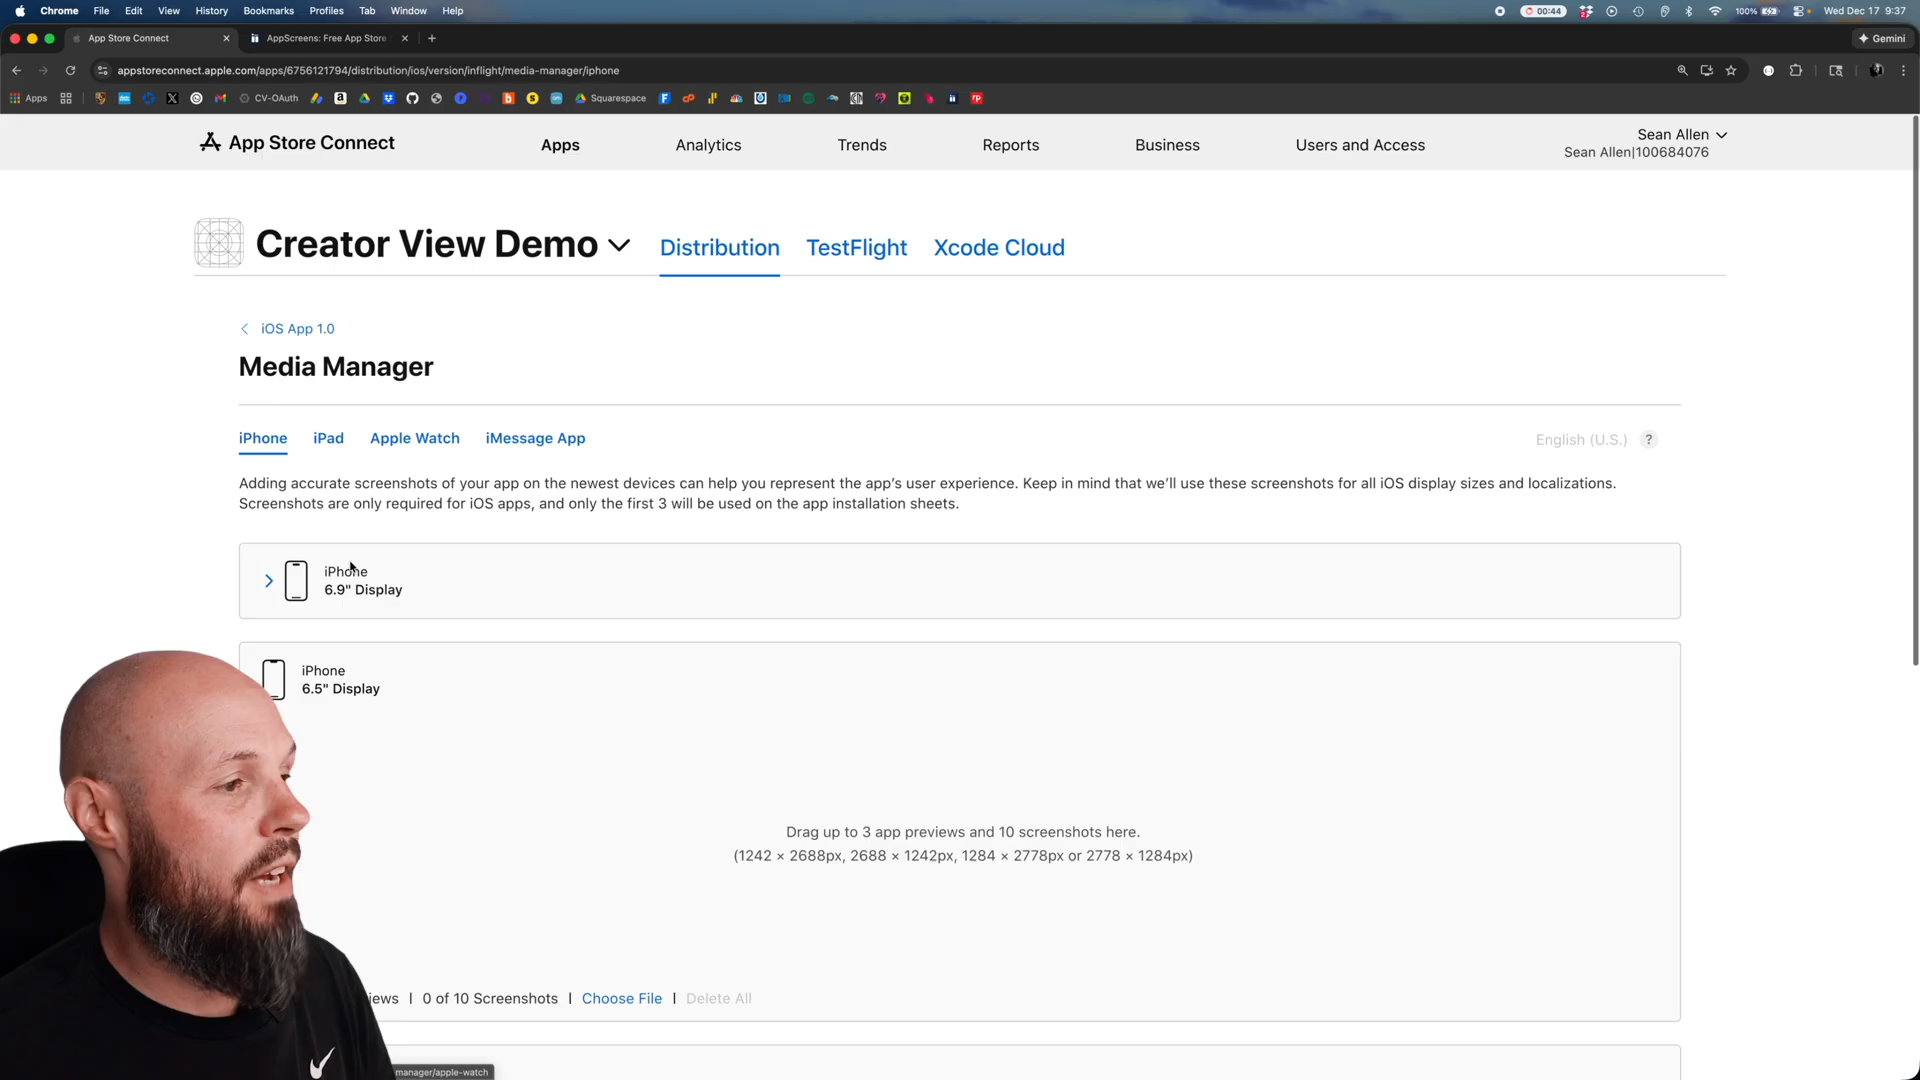 Chrome File Edit View History Bookmarks Profiles Tab Window Help
00:44 100% Wed Dec 17 9:37
App Store Connect
AppScreens: Free App Store
Gemini
appstoreconnect.apple.com/apps/6756121794/distribution/ios/version/inflight/media-manager/iphone
Apps CV-OAuth Squarespace
App Store Connect
Apps
Analytics
Trends
Reports
Business
Users and Access
Sean Allen
Sean Allen|100684076
Creator View Demo
Distribution
TestFlight
Xcode Cloud
iOS App 1.0
Media Manager
iPhone
iPad
Apple Watch
iMessage App
English (U.S.) ?
Adding accurate screenshots of your app on the newest devices can help you represent the app’s user experience. Keep in mind that we’ll use these screenshots for all iOS display sizes and localizations.
Screenshots are only required for iOS apps, and only the first 3 will be used on the app installation sheets.
iPhone
6.9" Display
iPhone
6.5" Display
Drag up to 3 app previews and 10 screenshots here.
(1242 × 2688px, 2688 × 1242px, 1284 × 2778px or 2778 × 1284px)
iews | 0 of 10 Screenshots | Choose File | Delete All
manager/apple-watch